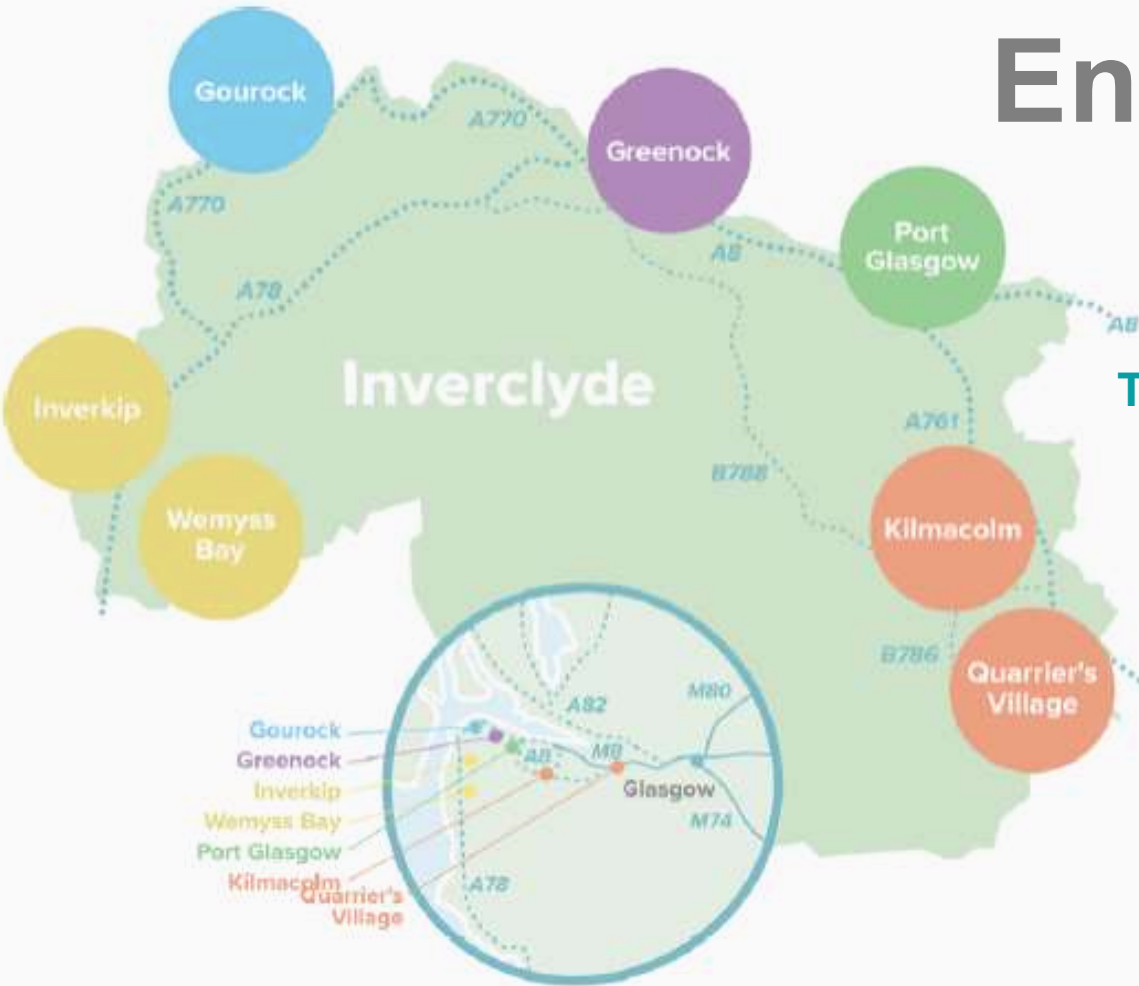 En
Gourock
A770
Greenock
A770
Port
Glasgow
A8
A78
A8
Inverclyde
T
Inverkip
A761
B788
Wemyss
Bay
Kilmacolm
B786
Quarrier's
Village
A82
M80
Gourock
Greenock
A8
M8
Inverkip
Glasgow
Wemyss Bay
M74
Port Glasgow
Kilmacolm
A78
Quarrier's
Village